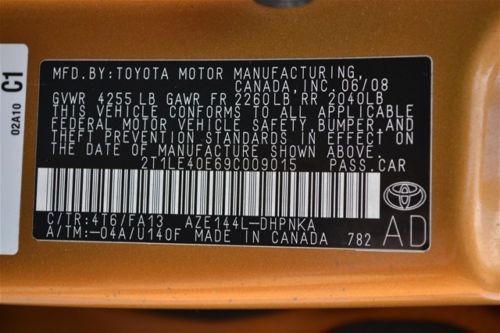 C1
02A10
MFD.BY:TOYOTA MOTOR MANUFACTURING,
CANADA, INC. 06/08
GVWR 4255 LB GAWR FR 2260LB RR 2040LB
THIS VEHICLE CONFORMS TO ALL APPLICABLE
FEDERAL MOTOR VEHICLE SAFETY,BUMPER,AND
THEFT PREVENTION STANDARDS IN EFFECT ON
THE DATE OF MANUFACTURE SHOWN ABOVE.
2T1LE40E69C009015 PASS.CAR
C/TR:4T6/FA13 AZE144L-DHPNKA
A/TM:-04A/U140F MADE IN CANADA 782
AD